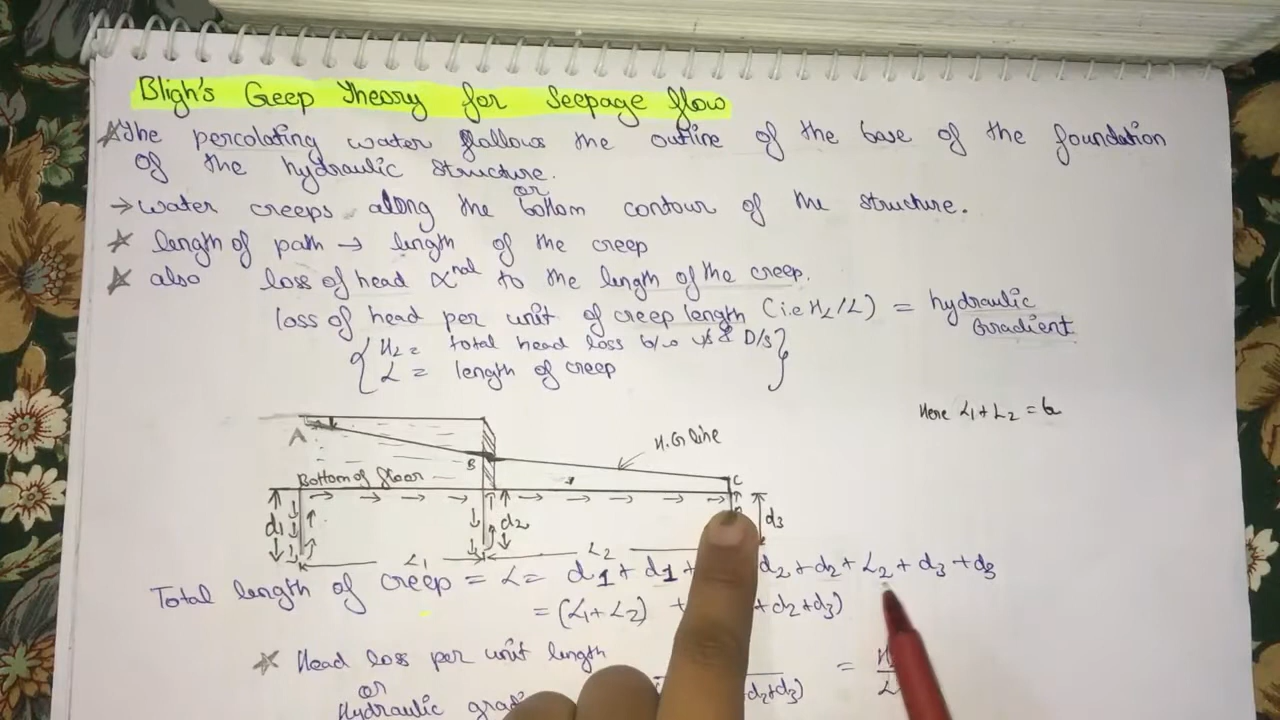 Bligh's Creep Theory for Seepage flow
The percolating water follows the outline of the base of the foundation
of the hydraulic structure.
or
→ water creeps along the bottom contour of the structure.
length of path → length of the creep
also loss of head ∝nal to the length of the creep.
loss of head per unit of creep length (i.e HL/L) = hydraulic
Gradient
HL = total head loss b/w u/s & D/s
L = length of creep
Here L1+L2 = b
A
H.G line
B
C
Bottom of floor
d1
d2
d3
L1
L2
Total length of creep = L = d1 + d1 + d2 + d2 + L2 + d3 + d3
= (L1+L2) + + d2 + d3)
Head loss per unit length
or
Hydraulic
d2+d3)
=
L